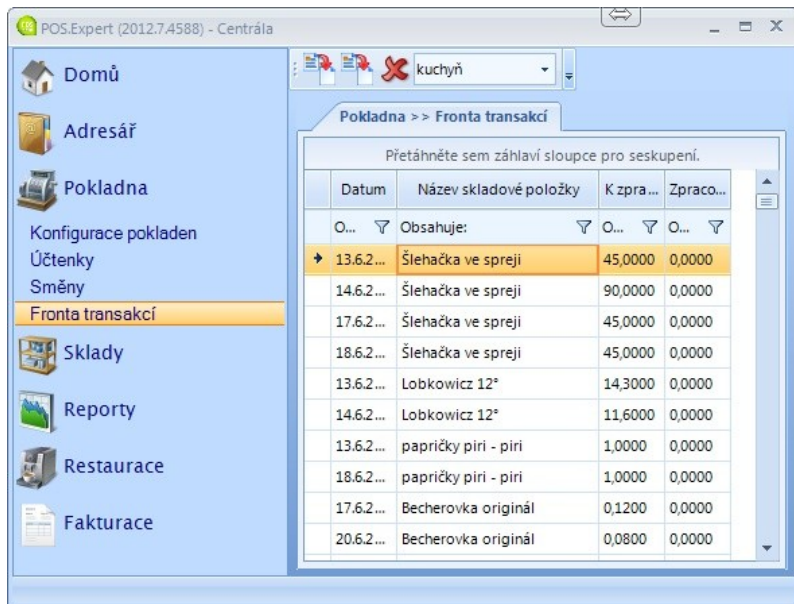 POS.Expert (2012.7.4588) - Centrála
Domů
Adresář
Pokladna
Konfigurace pokladen
Účtenky
Směny
Fronta transakcí
Sklady
Reporty
Restaurace
Fakturace
kuchyň
Pokladna >> Fronta transakcí
Přetáhněte sem záhlaví sloupce pro seskupení.
Datum Název skladové položky K zpra... Zpraco...
O... Obsahuje: O... O...
13.6.2... Šlehačka ve spreji 45,0000 0,0000
14.6.2... Šlehačka ve spreji 90,0000 0,0000
17.6.2... Šlehačka ve spreji 45,0000 0,0000
18.6.2... Šlehačka ve spreji 45,0000 0,0000
13.6.2... Lobkowicz 12° 14,3000 0,0000
14.6.2... Lobkowicz 12° 11,6000 0,0000
13.6.2... papričky piri - piri 1,0000 0,0000
18.6.2... papričky piri - piri 1,0000 0,0000
17.6.2... Becherovka originál 0,1200 0,0000
20.6.2... Becherovka originál 0,0800 0,0000